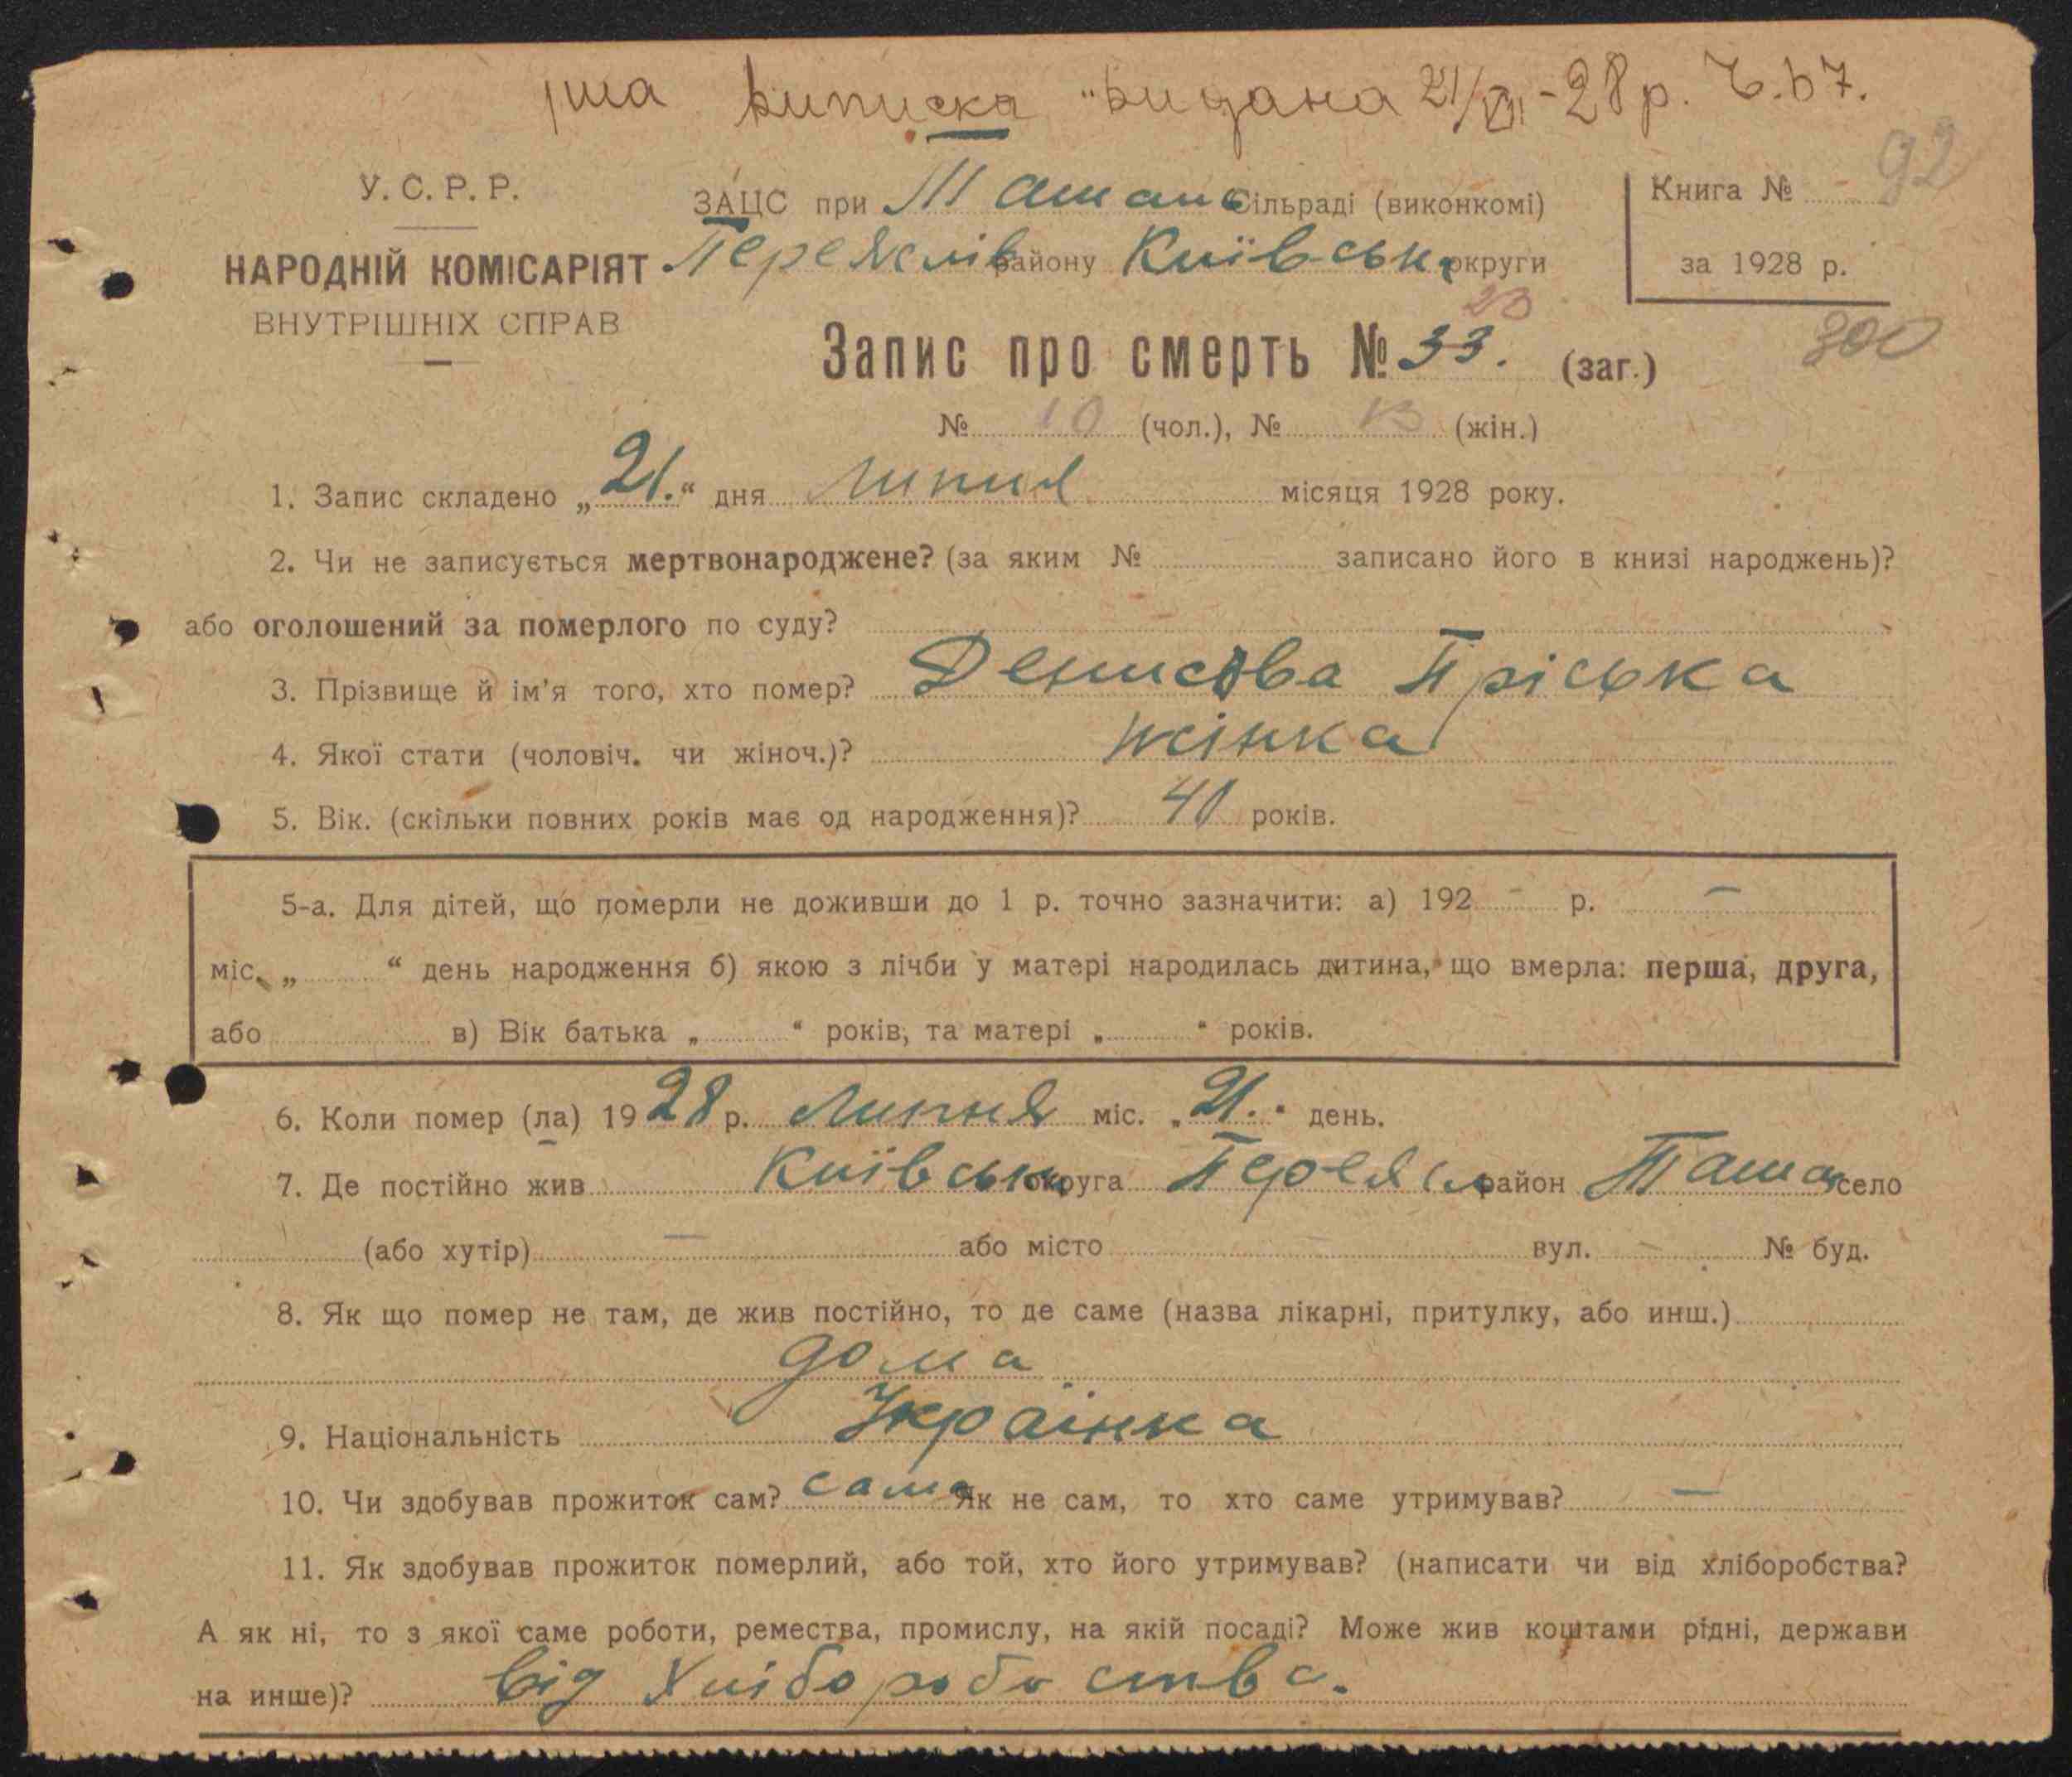 виписка видана 21/VII-28 р. Ч. 67.
92
У. С. Р. Р.
НАРОДНІЙ КОМІСАРІЯТ
ВНУТРІШНІХ СПРАВ
ЗАЦС при Ташань Сільраді (виконкомі)
Переяслів району Київськ округи
Книга №
за 1928 р.
300
Запис про смерть № 33. (заг.)
23
№ 10 (чол.), № 13 (жін.)
1. Запис складено „21.“ дня липня місяця 1928 року.
2. Чи не записується мертвонароджене? (за яким № записано його в книзі народжень)?
або оголошений за померлого по суду?
3. Прізвище й ім’я того, хто помер? Денисова Пріська
4. Якої стати (чоловіч. чи жіноч.)? жінка
5. Вік. (скільки повних років має од народження)? 40 років.
5-а. Для дітей, що померли не доживши до 1 р. точно зазначити: а) 192 - р. —
міс. „ “ день народження б) якою з лічби у матері народилась дитина, що вмерла: перша, друга,
або в) Вік батька „ “ років, та матері „ “ років.
6. Коли помер (ла) 1928 р. Липня міс. „21.“ день.
7. Де постійно жив Київськ округа Переясл район Ташань село
(або хутір) — або місто — вул. — № буд.
8. Як що помер не там, де жив постійно, то де саме (назва лікарні, притулку, або инш.)
дома
9. Національність Українка
10. Чи здобував прожиток сам? сама Як не сам, то хто саме утримував? —
11. Як здобував прожиток померлий, або той, хто його утримував? (написати чи від хліборобства?
А як ні, то з якої саме роботи, ремества, промислу, на якій посаді? Може жив коштами рідні, держави
на инше)? від Хліборобства.